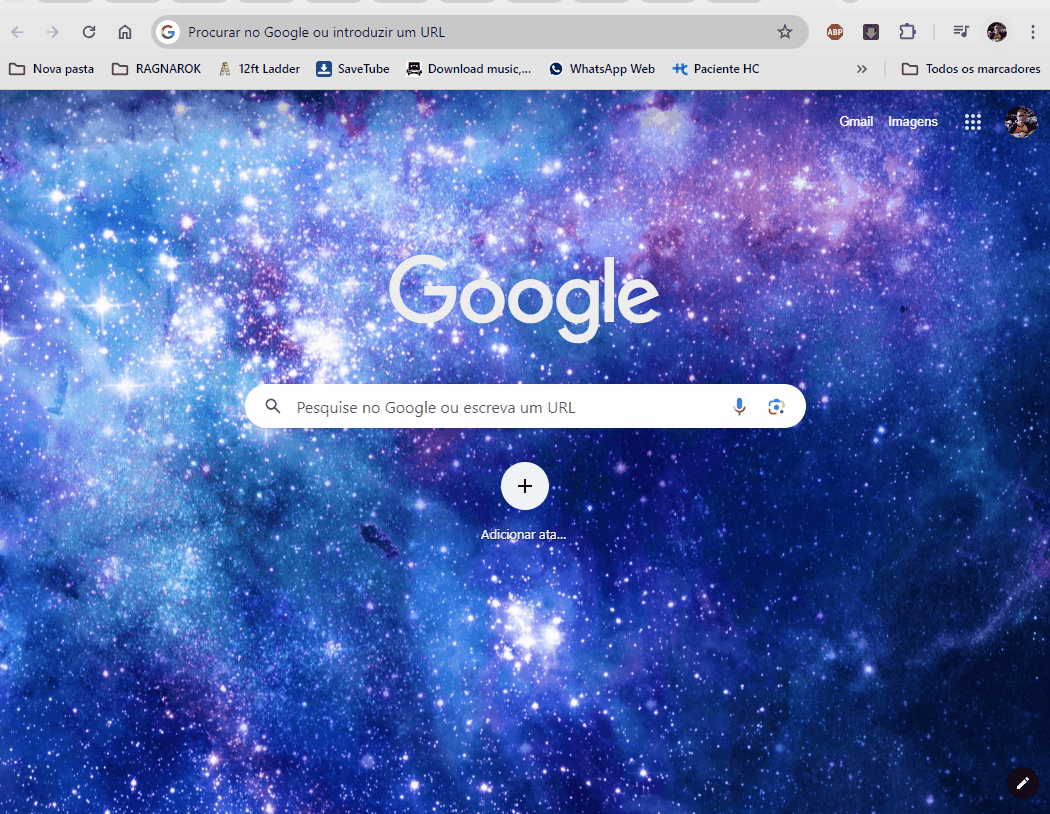 Procurar no Google ou introduzir um URL
ABP
Nova pasta RAGNAROK 12ft Ladder SaveTube Download music,... WhatsApp Web Paciente HC » Todos os marcadores
Gmail Imagens
Google
Pesquise no Google ou escreva um URL
Adicionar ata...